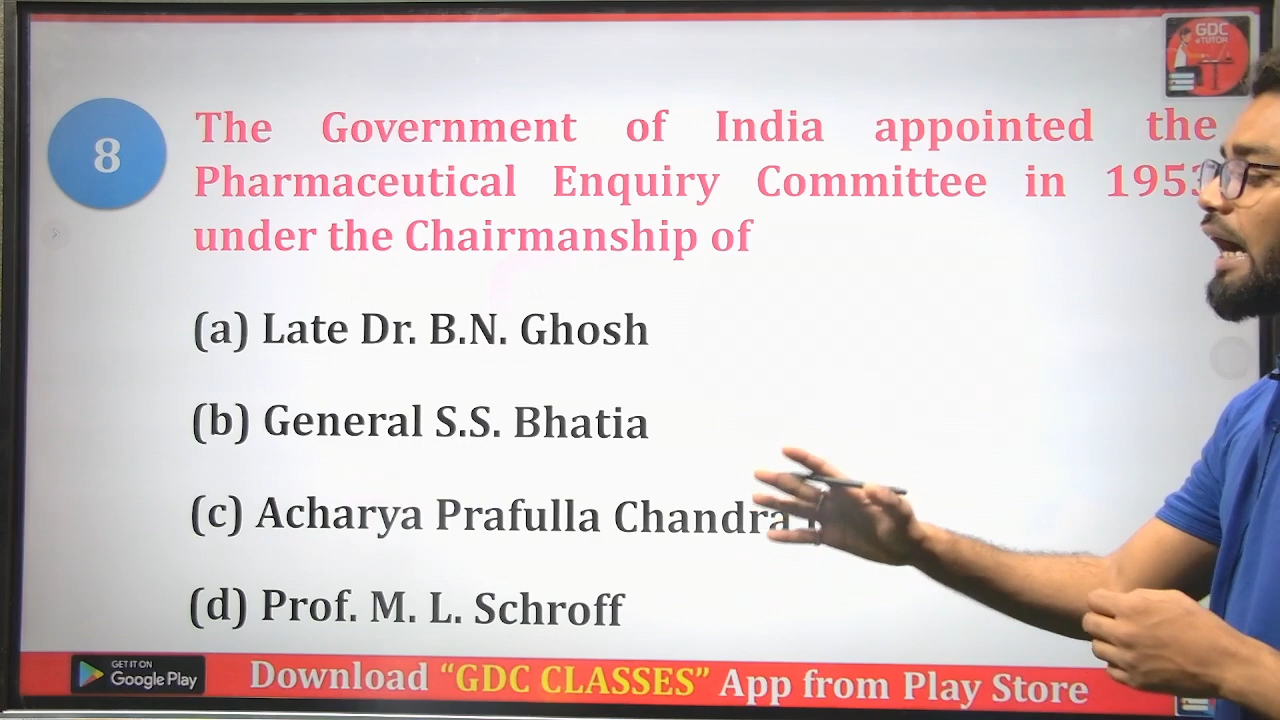 GDC
eTUTOR
8
The Government of India appointed the
Pharmaceutical Enquiry Committee in 1953
under the Chairmanship of
(a) Late Dr. B.N. Ghosh
(b) General S.S. Bhatia
(c) Acharya Prafulla Chandra
(d) Prof. M. L. Schroff
GET IT ON
Google Play
Download “GDC CLASSES” App from Play Store